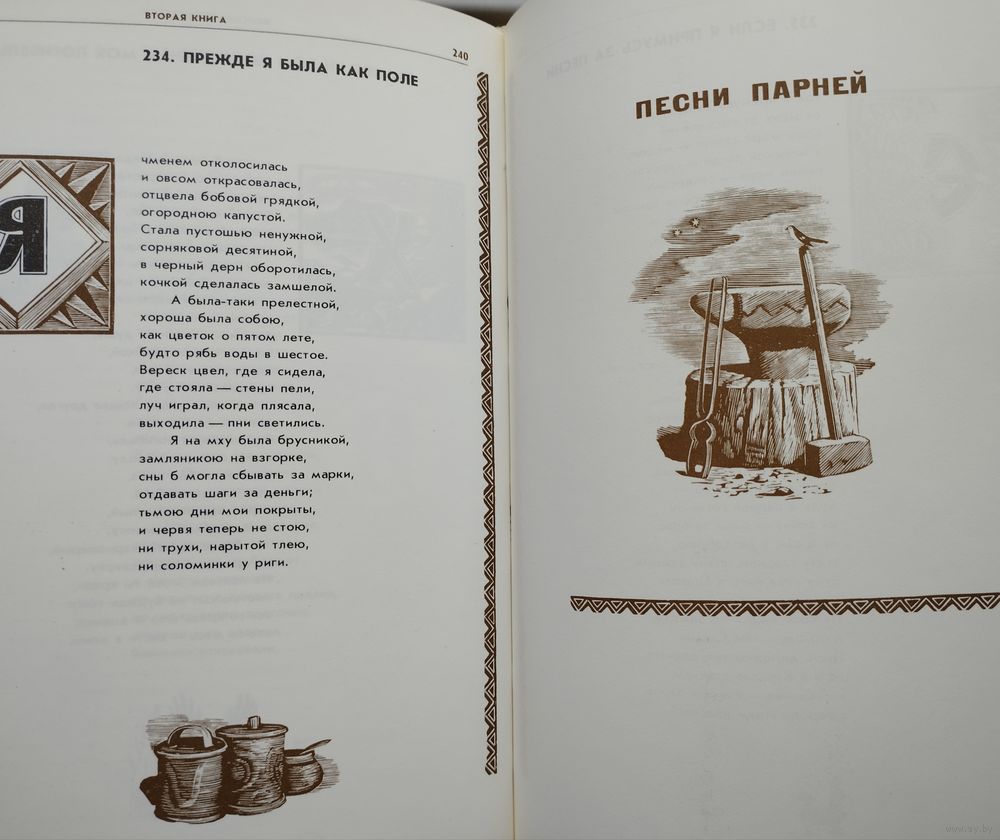 ВТОРАЯ КНИГА
240
234. ПРЕЖДЕ Я БЫЛА КАК ПОЛЕ
Я
чменем отколосилась
и овсом открасовалась,
отцвела бобовой грядкой,
огородною капустой.
Стала пустошью ненужной,
сорняковой десятиной,
в черный дерн оборотилась,
кочкой сделалась замшелой.
А была-таки прелестной,
хороша была собою,
как цветок о пятом лете,
будто рябь воды в шестое.
Вереск цвел, где я сидела,
где стояла — стены пели,
луч играл, когда плясала,
выходила — пни светились.
Я на мху была брусникой,
замляникою на взгорке,
сны б могла сбывать за марки,
отдавать шаги за деньги;
тьмою дни мои покрыты,
и червя теперь не стою,
ни трухи, нарытой тлею,
ни соломинки у риги.
ПЕСНИ ПАРНЕЙ
www.ay.by